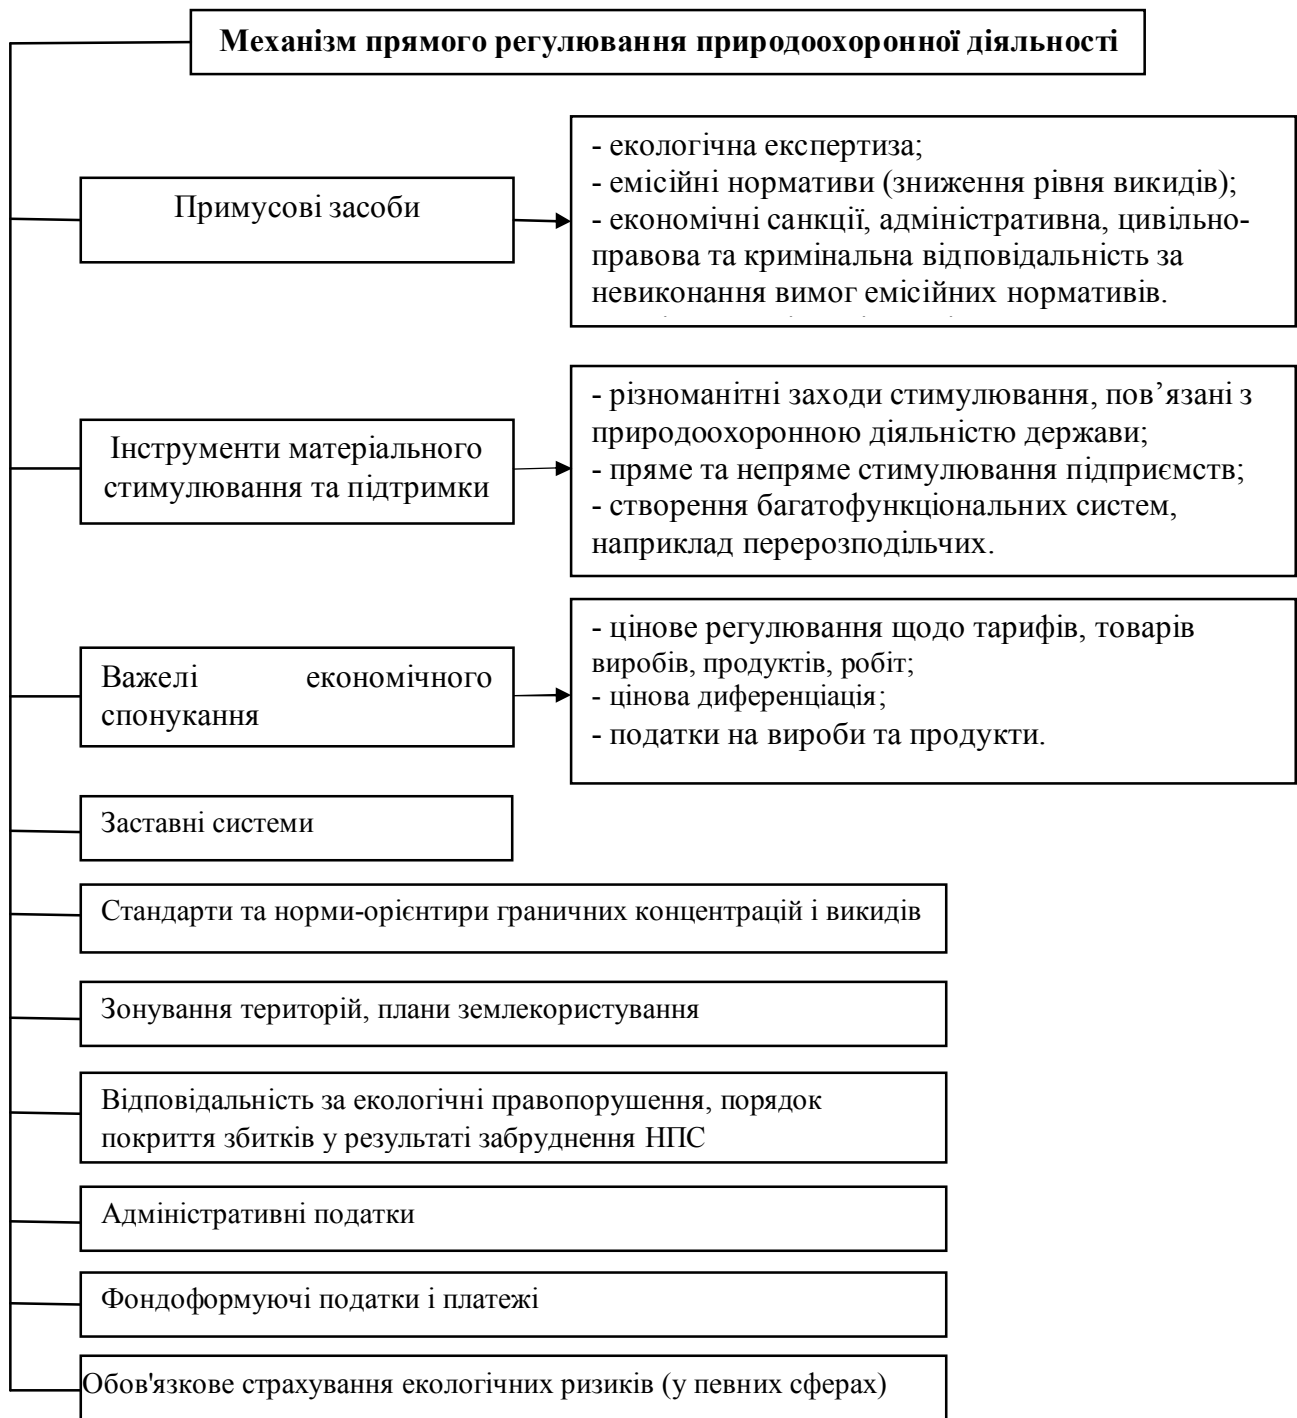 Механізм прямого регулювання природоохоронної діяльності
Примусові засоби
- екологічна експертиза;
- емісійні нормативи (зниження рівня викидів);
- економічні санкції, адміністративна, цивільно-
правова та кримінальна відповідальність за
невиконання вимог емісійних нормативів.
Інструменти матеріального
стимулювання та підтримки
- різноманітні заходи стимулювання, пов’язані з
природоохоронною діяльністю держави;
- пряме та непряме стимулювання підприємств;
- створення багатофункціональних систем,
наприклад перерозподільчих.
Важелі економічного
спонукання
- цінове регулювання щодо тарифів, товарів
виробів, продуктів, робіт;
- цінова диференціація;
- податки на вироби та продукти.
Заставні системи
Стандарти та норми-орієнтири граничних концентрацій і викидів
Зонування територій, плани землекористування
Відповідальність за екологічні правопорушення, порядок
покриття збитків у результаті забруднення НПС
Адміністративні податки
Фондоформуючі податки і платежі
Обов'язкове страхування екологічних ризиків (у певних сферах)